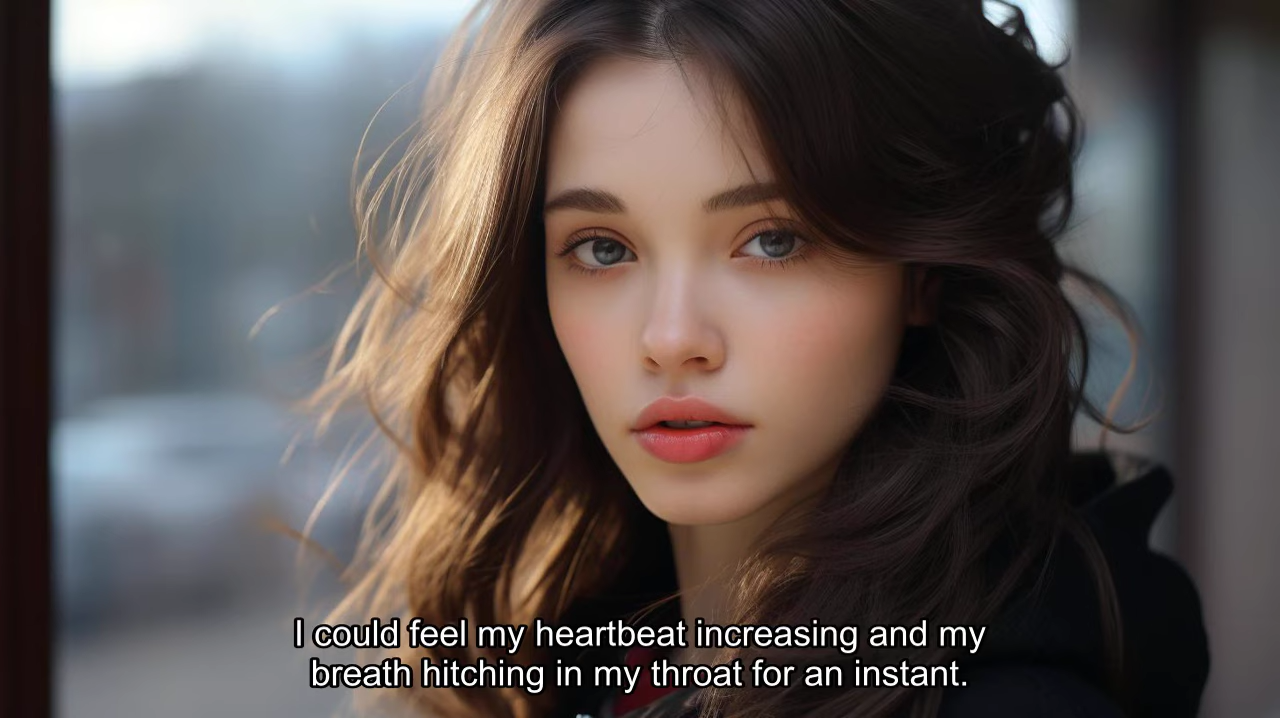 I could feel my heartbeat increasing and my
breath hitching in my throat for an instant.